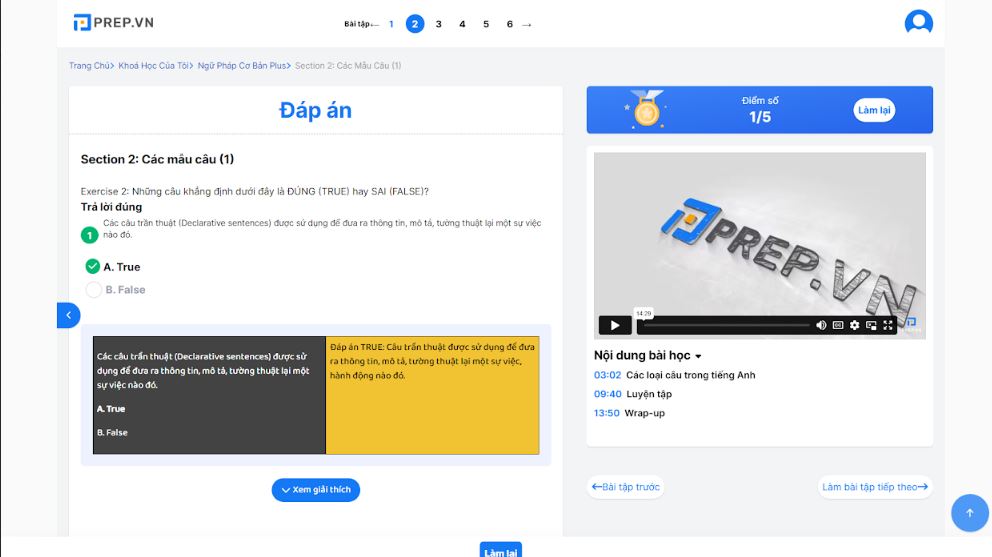 PREP.VN
Bài tập← 1 2 3 4 5 6 →
Trang Chủ> Khoá Học Của Tôi> Ngữ Pháp Cơ Bản Plus> Section 2: Các Mẫu Câu (1)
Đáp án
Section 2: Các mẫu câu (1)
Exercise 2: Những câu khẳng định dưới đây là ĐÚNG (TRUE) hay SAI (FALSE)?
Trả lời đúng
1
Các câu trần thuật (Declarative sentences) được sử dụng để đưa ra thông tin, mô tả, tường thuật lại một sự việc
nào đó.
A. True
B. False
Các câu trần thuật (Declarative sentences) được sử
dụng để đưa ra thông tin, mô tả, tường thuật lại một
sự việc nào đó.
A. True
B. False
Đáp án TRUE: Câu trần thuật được sử dụng để đưa
ra thông tin, mô tả, tường thuật lại một sự việc,
hành động nào đó.
Xem giải thích
Làm lại
Điểm số
1/5
Làm lại
PREP.VN
14:29
Nội dung bài học
03:02 Các loại câu trong tiếng Anh
09:40 Luyện tập
13:50 Wrap-up
←Bài tập trước
Làm bài tập tiếp theo→